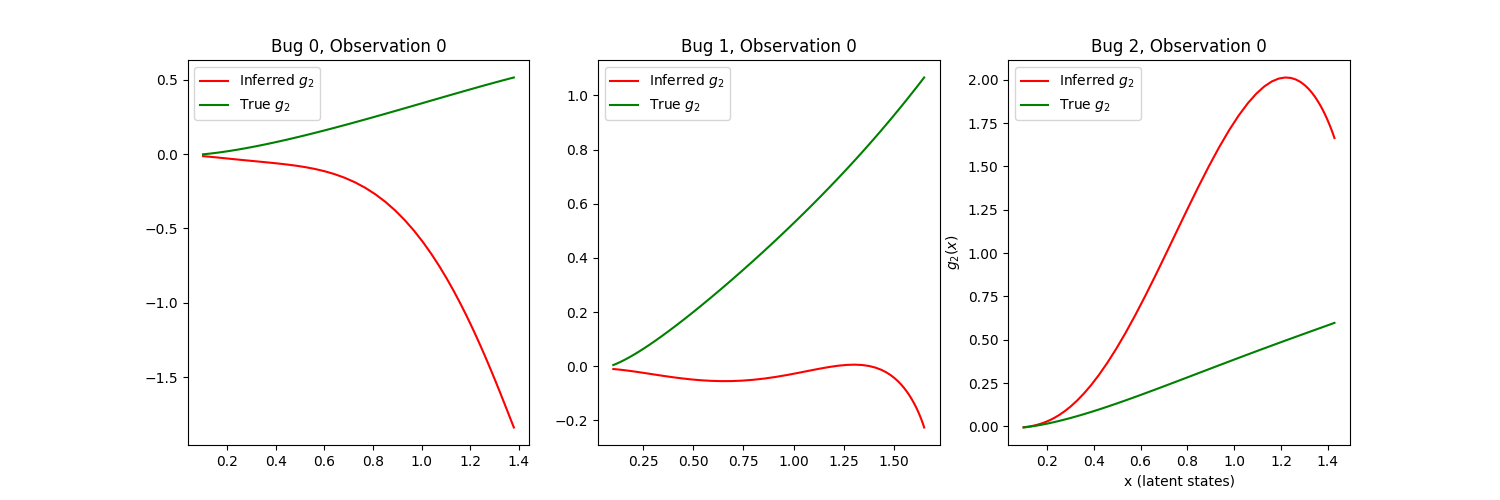 Bug 0, Observation 0
Inferred g₂
True g₂
0.5
0.0
−0.5
−1.0
−1.5
0.2 0.4 0.6 0.8 1.0 1.2 1.4
Bug 1, Observation 0
Inferred g₂
True g₂
1.0
0.8
0.6
0.4
0.2
0.0
−0.2
0.25 0.50 0.75 1.00 1.25 1.50
Bug 2, Observation 0
Inferred g₂
True g₂
g₂(x)
2.00
1.75
1.50
1.25
1.00
0.75
0.50
0.25
0.00
0.2 0.4 0.6 0.8 1.0 1.2 1.4
x (latent states)